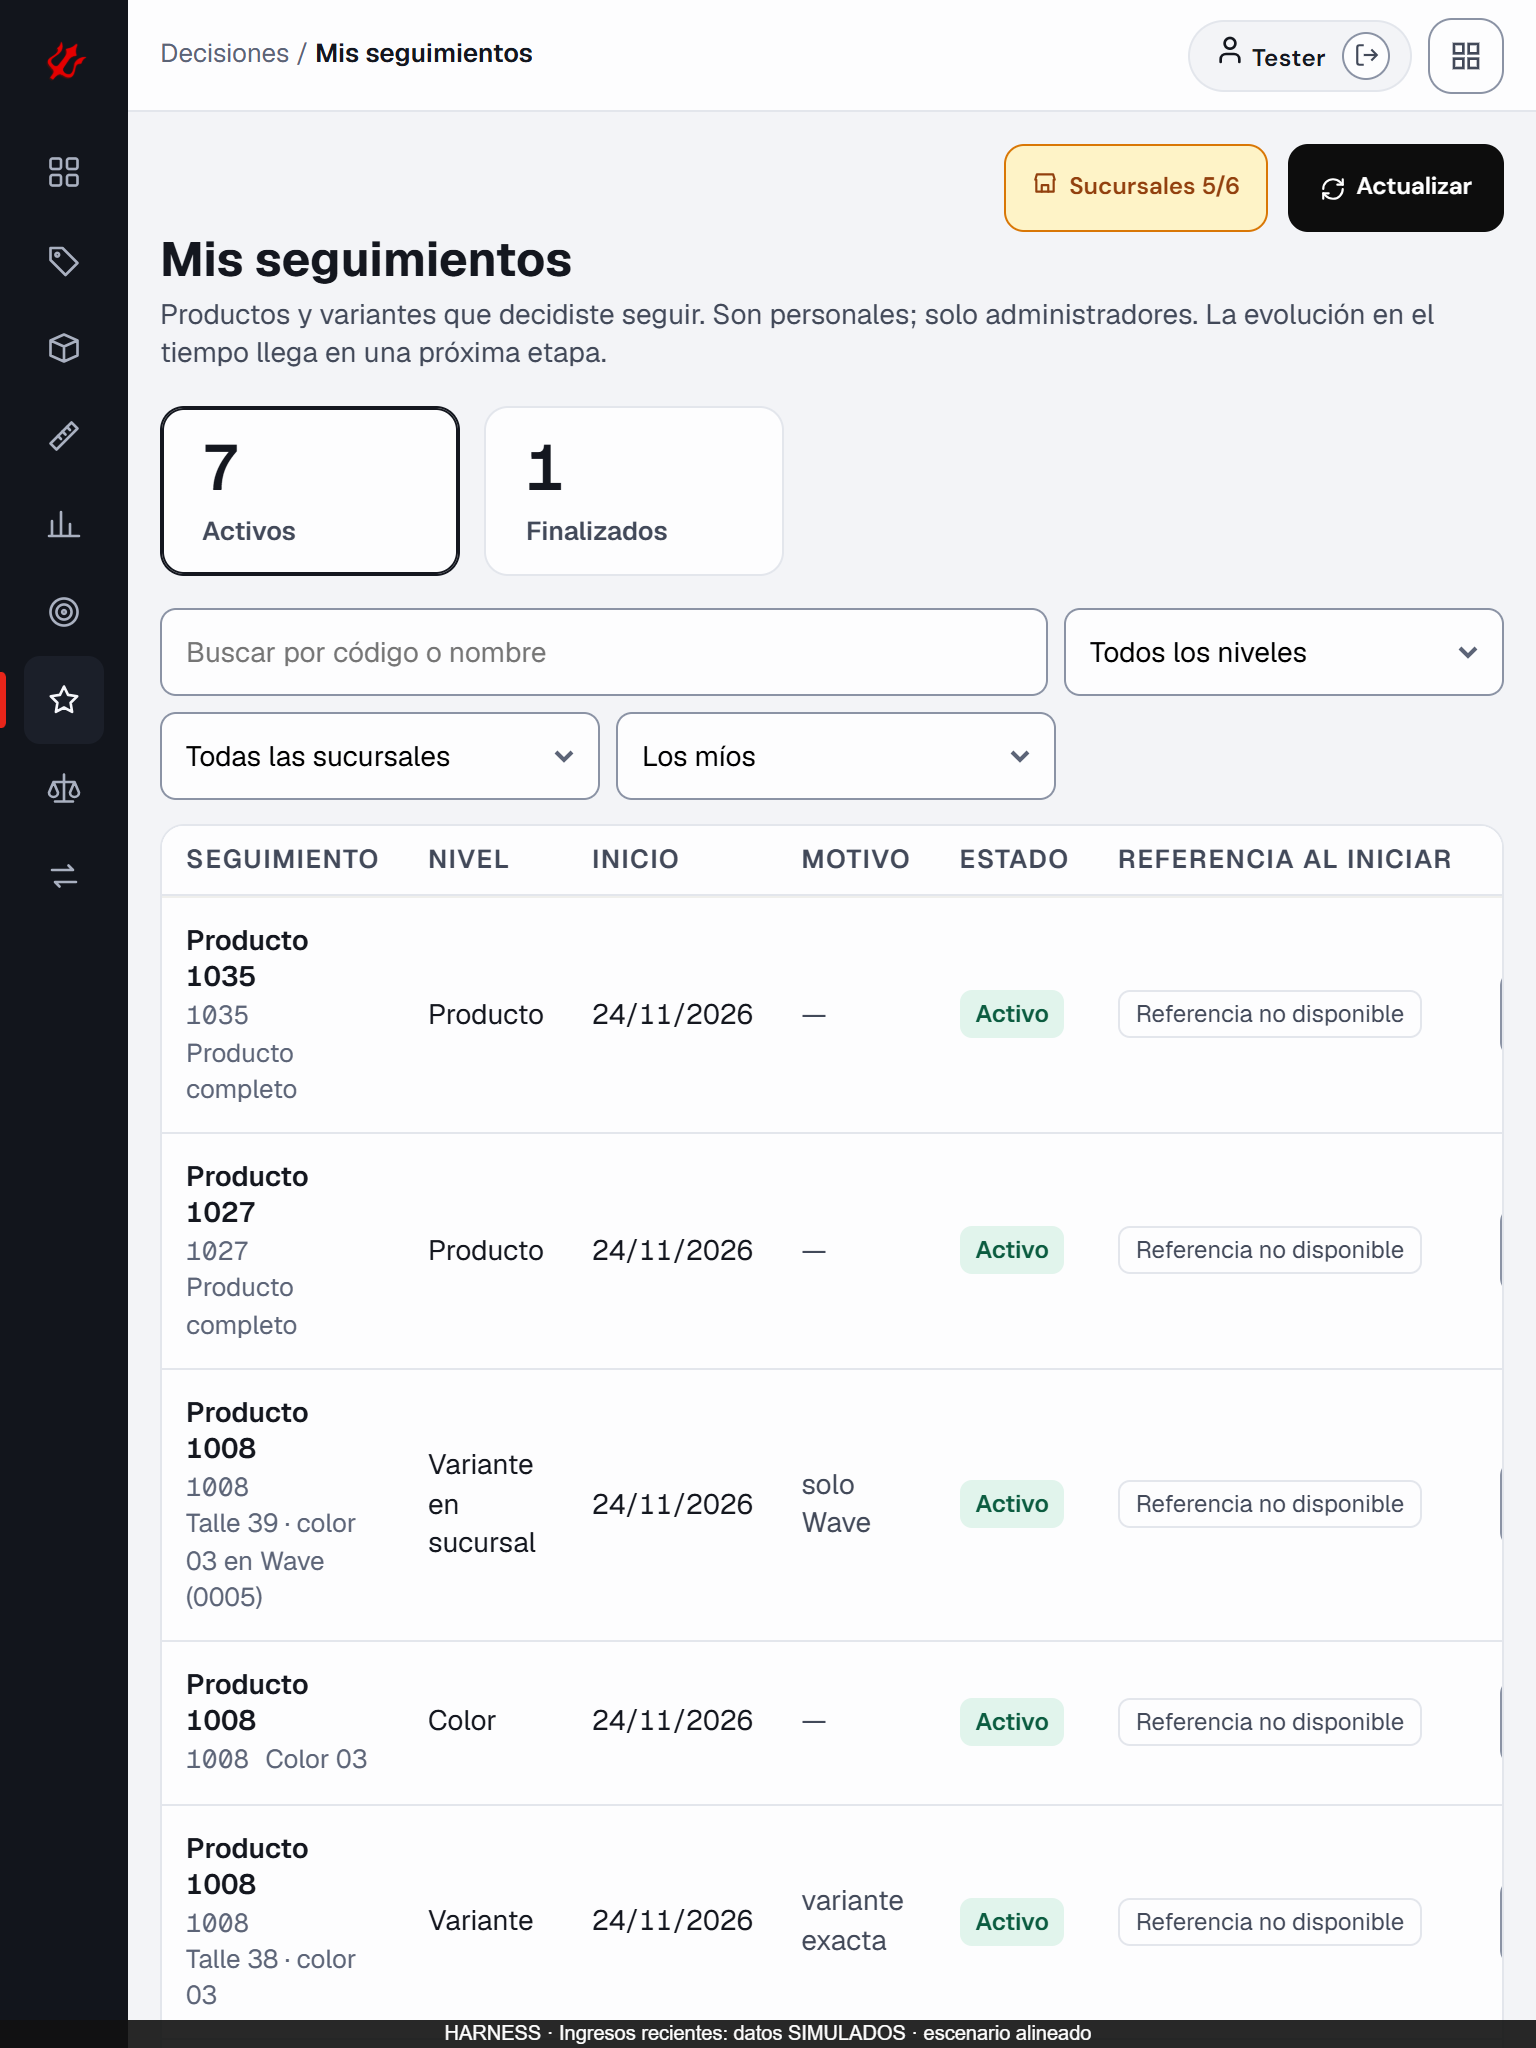 Decisiones / Mis seguimientos
Tester
Sucursales 5/6
Actualizar
Mis seguimientos
Productos y variantes que decidiste seguir. Son personales; solo administradores. La evolución en el
tiempo llega en una próxima etapa.
7
Activos
1
Finalizados
Buscar por código o nombre
Todos los niveles
Todas las sucursales
Los míos
SEGUIMIENTO NIVEL INICIO MOTIVO ESTADO REFERENCIA AL INICIAR
Producto
1035
1035
Producto
completo
Producto
24/11/2026
—
Activo
Referencia no disponible
Producto
1027
1027
Producto
completo
Producto
24/11/2026
—
Activo
Referencia no disponible
Producto
1008
1008
Talle 39 · color
03 en Wave
(0005)
Variante
en
sucursal
24/11/2026
solo
Wave
Activo
Referencia no disponible
Producto
1008
1008 Color 03
Color
24/11/2026
—
Activo
Referencia no disponible
Producto
1008
1008
Talle 38 · color
03
Variante
24/11/2026
variante
exacta
Activo
Referencia no disponible
HARNESS · Ingresos recientes: datos SIMULADOS · escenario alineado